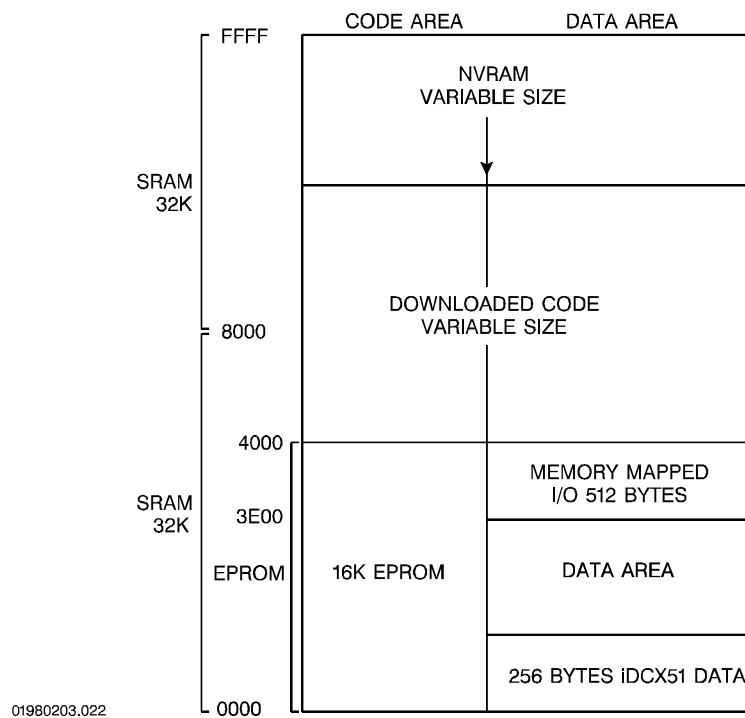 CODE AREA DATA AREA
FFFF
NVRAM
VARIABLE SIZE
SRAM
32K
DOWNLOADED CODE
VARIABLE SIZE
8000
4000
MEMORY MAPPED
I/O 512 BYTES
SRAM
32K
3E00
EPROM
16K EPROM
DATA AREA
256 BYTES iDCX51 DATA
0000
01980203.022